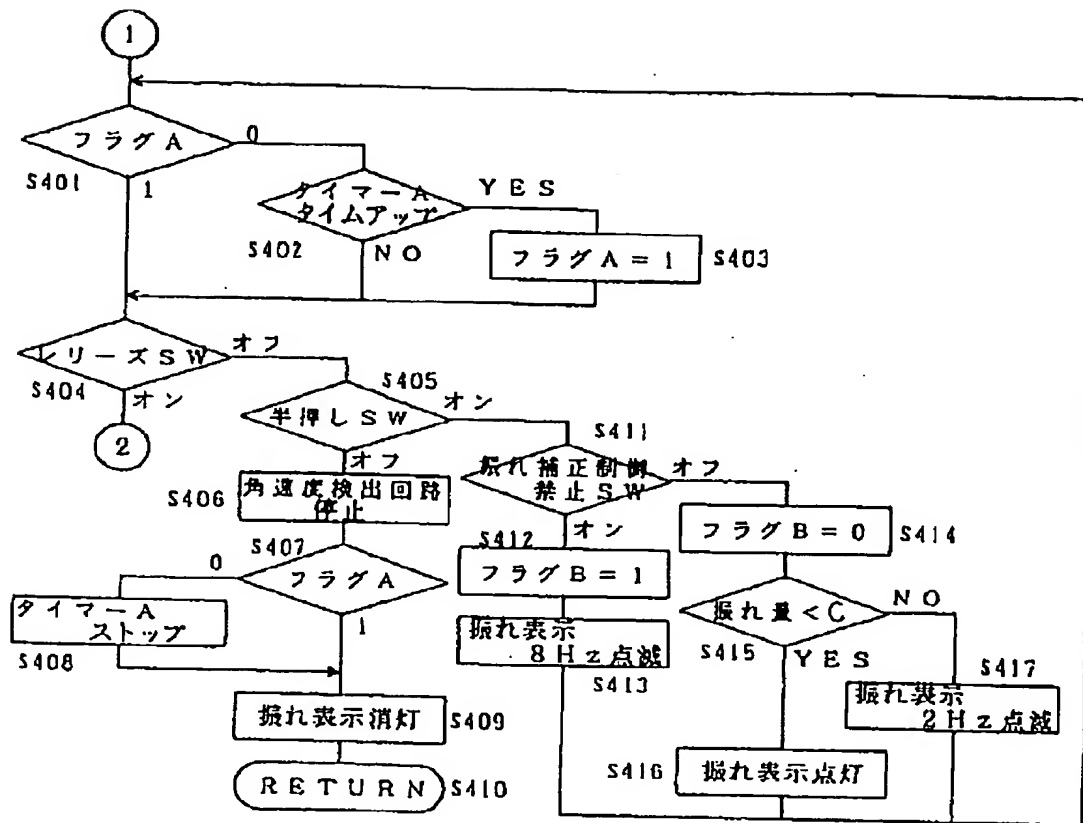 1
フラグA
0
S401
1
タイマーA
タイムアップ
YES
S402
NO
フラグA=1
S403
レリーズSW
オフ
S404
オン
2
S405
半押しSW
オン
オフ
S406
角速度検出回路
停止
S407
0
フラグA
1
タイマーA
ストップ
S408
振れ表示消灯
S409
RETURN
S410
S411
振れ補正制御
禁止SW
オフ
オン
S412
フラグB=1
振れ表示
8Hz点滅
S413
フラグB=0
S414
振れ量<C
NO
S415
YES
S417
振れ表示
2Hz点滅
S416
振れ表示点灯